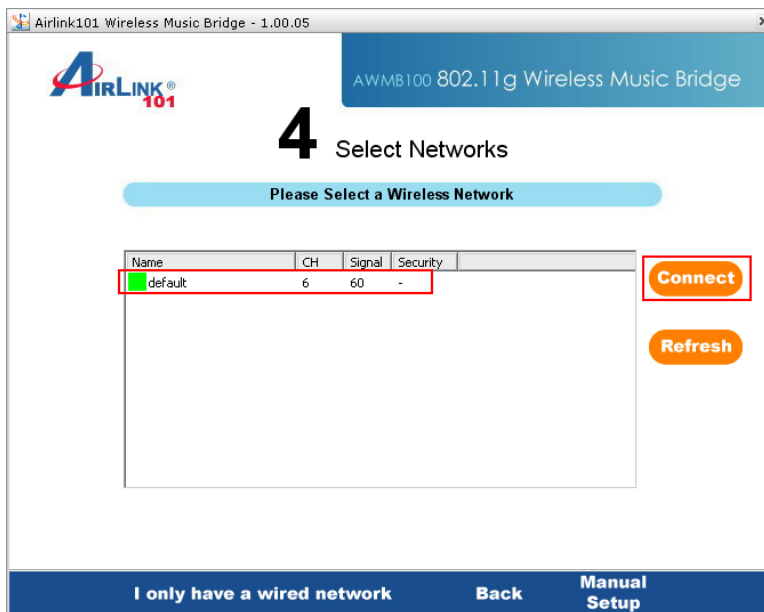 Airlink101 Wireless Music Bridge - 1.00.05
AIRLINK®
101
AWMB100 802.11g Wireless Music Bridge
4 Select Networks
Please Select a Wireless Network
Name CH Signal Security
default 6 60 -
Connect
Refresh
I only have a wired network Back Manual Setup